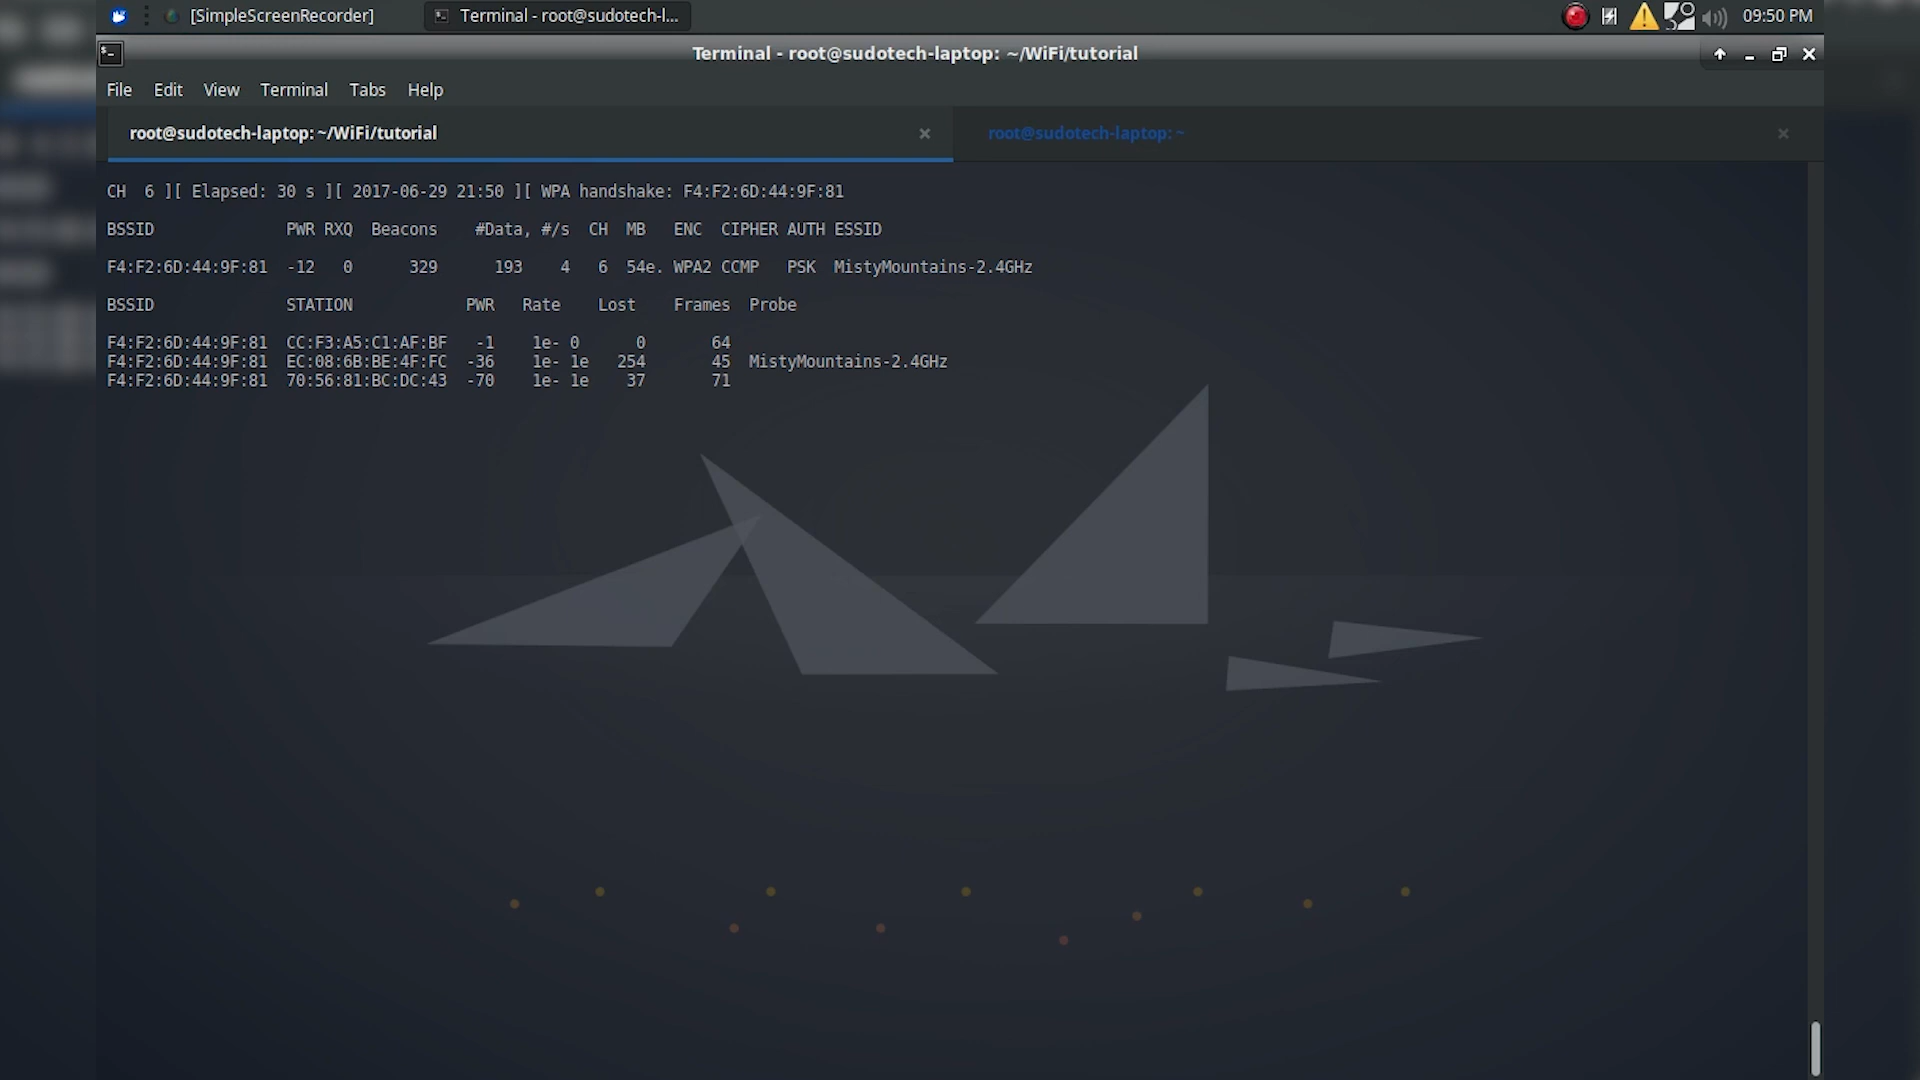 [SimpleScreenRecorder] Terminal - root@sudotech-l... 09:50 PM
Terminal - root@sudotech-laptop: ~/WiFi/tutorial
File Edit View Terminal Tabs Help
root@sudotech-laptop: ~/WiFi/tutorial root@sudotech-laptop: ~
CH  6 ][ Elapsed: 30 s ][ 2017-06-29 21:50 ][ WPA handshake: F4:F2:6D:44:9F:81
BSSID              PWR RXQ  Beacons    #Data, #/s  CH  MB   ENC  CIPHER AUTH ESSID
F4:F2:6D:44:9F:81  -12   0      329      193    4   6  54e. WPA2 CCMP   PSK  MistyMountains-2.4GHz
BSSID              STATION            PWR   Rate    Lost    Frames  Probe
F4:F2:6D:44:9F:81  CC:F3:A5:C1:AF:BF   -1    1e- 0      0       64
F4:F2:6D:44:9F:81  EC:08:6B:BE:4F:FC  -36    1e- 1e   254       45  MistyMountains-2.4GHz
F4:F2:6D:44:9F:81  70:56:81:BC:DC:43  -70    1e- 1e    37       71